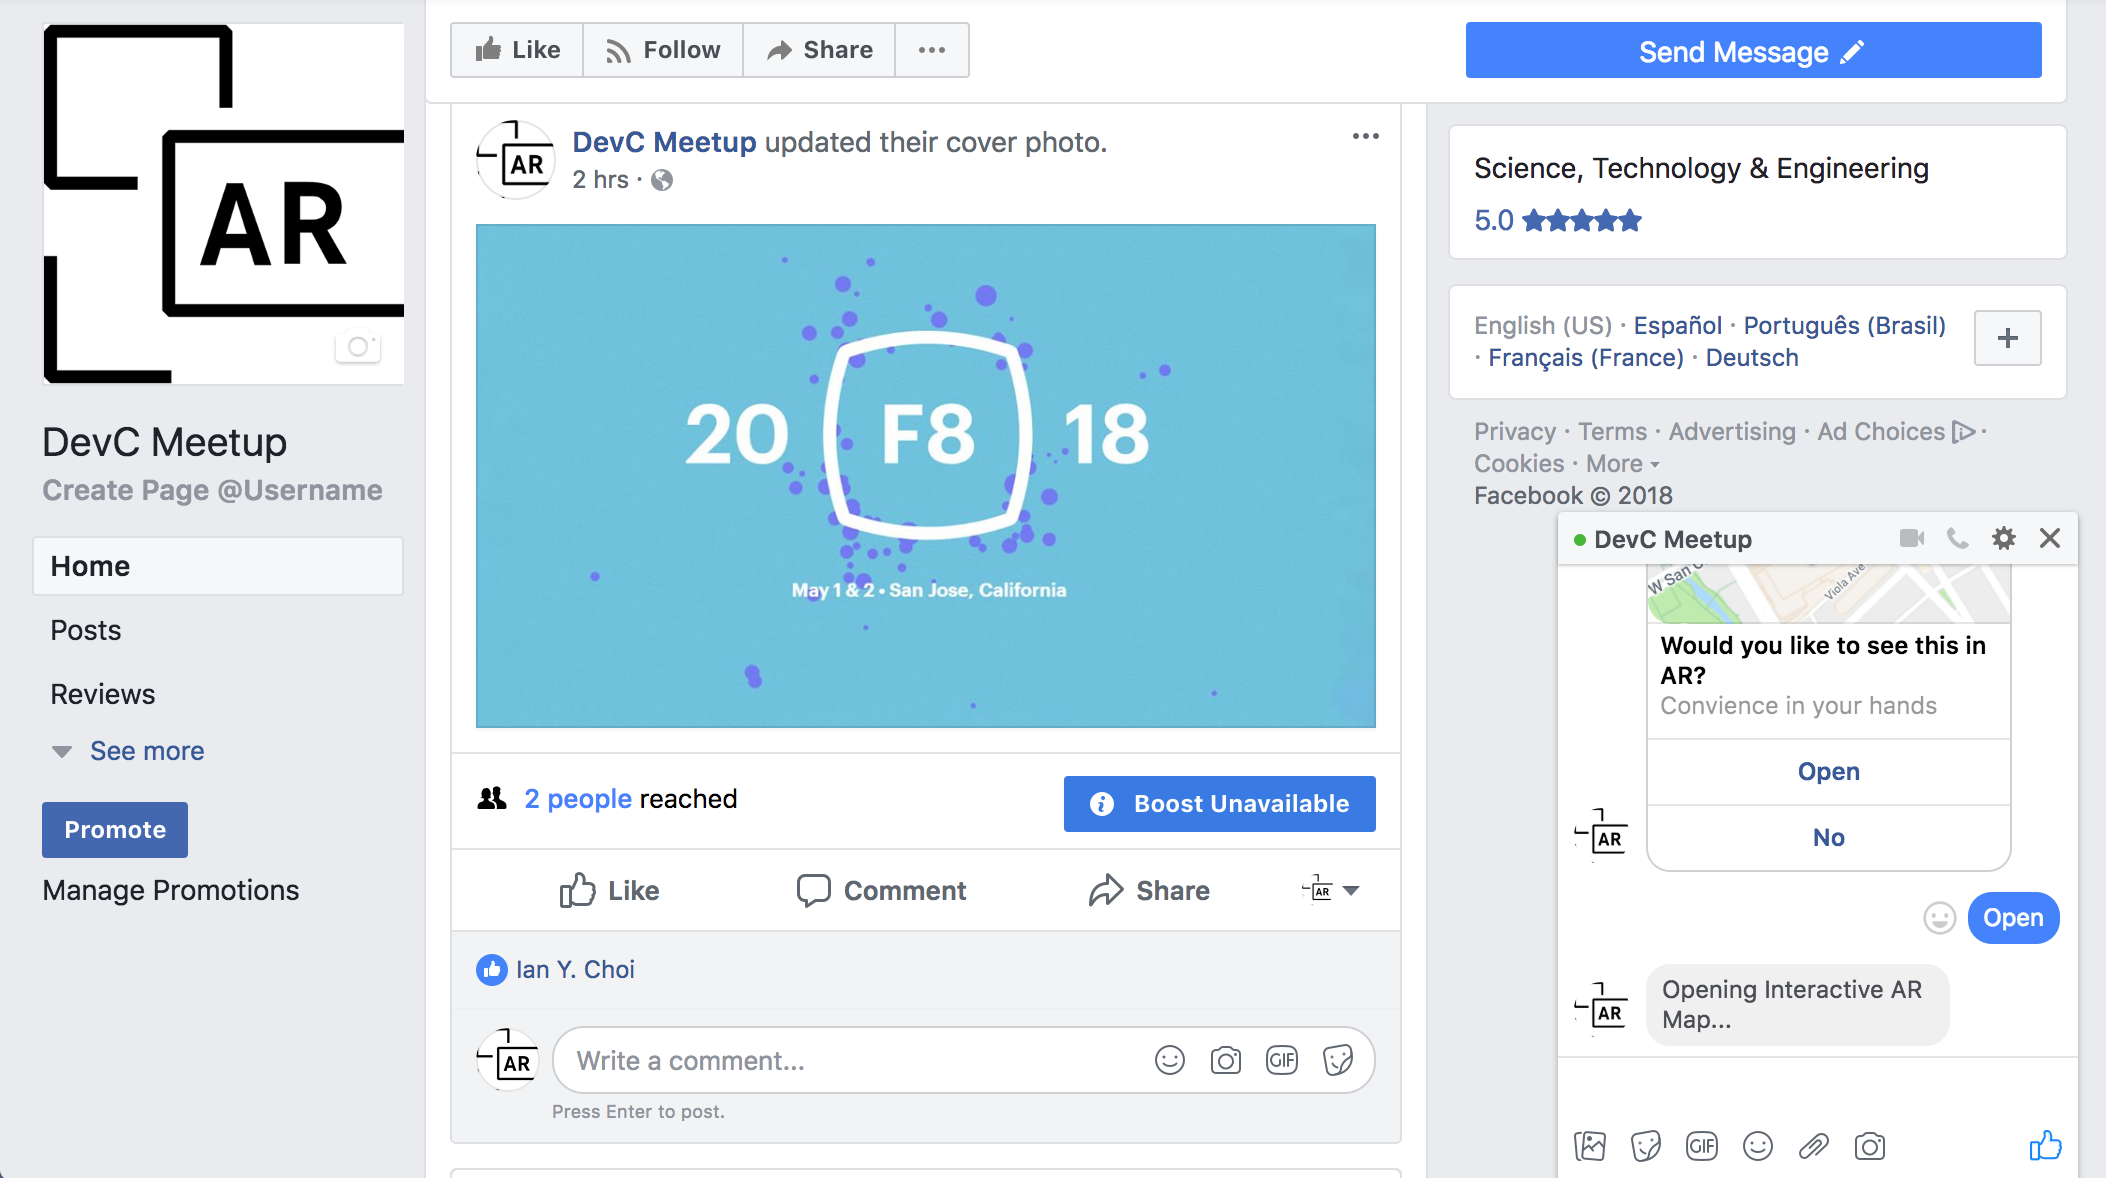 AR
DevC Meetup
Create Page @Username
Home
Posts
Reviews
See more
Promote
Manage Promotions
Like
Follow
Share
Send Message
AR
DevC Meetup updated their cover photo.
2 hrs ·
20 F8 18
May 1 & 2 • San Jose, California
2 people reached
Boost Unavailable
Like
Comment
Share
AR
Ian Y. Choi
AR
Write a comment...
GIF
Press Enter to post.
Science, Technology & Engineering
5.0
English (US) · Español · Português (Brasil)
· Français (France) · Deutsch
Privacy · Terms · Advertising · Ad Choices ·
Cookies · More
Facebook © 2018
DevC Meetup
W San
Viola Ave
Would you like to see this in
AR?
Convience in your hands
Open
No
AR
Open
Opening Interactive AR
Map...
AR
GIF